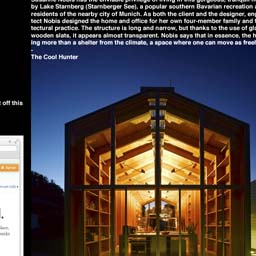 by Lake Starnberg (Starnberger See), a popular southern Bavarian recreation a
residents of the nearby city of Munich. As both the client and the designer, eng
tect Nobis designed the home and office for her own four-member family and t
tectural practice. The structure is long and narrow, but thanks to the use of gl
wooden slats, it appears almost transparent. Nobis says that in essence, the h
ing more than a shelter from the climate, a space where one can move as freel
-
The Cool Hunter
t off this